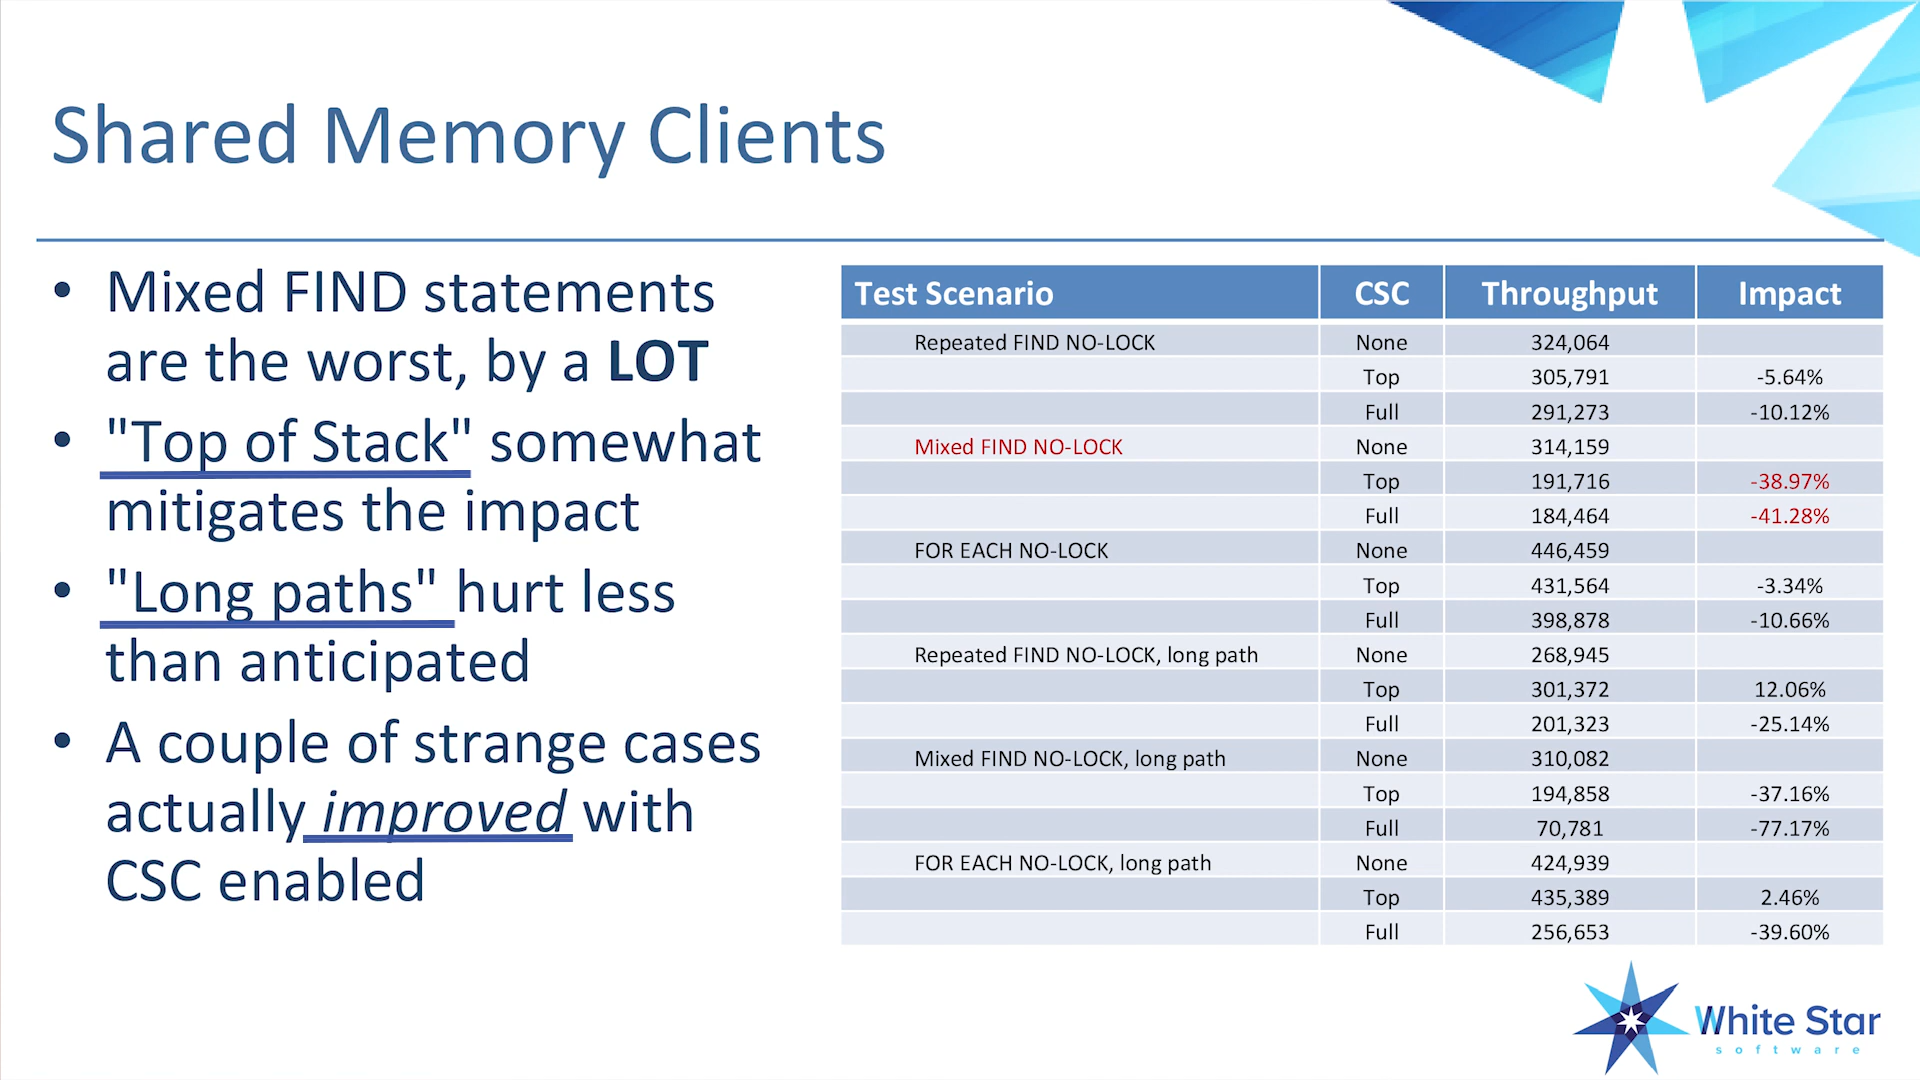 Shared Memory Clients
• Mixed FIND statements
are the worst, by a LOT
• "Top of Stack" somewhat
mitigates the impact
• "Long paths" hurt less
than anticipated
• A couple of strange cases
actually improved with
CSC enabled
Test Scenario CSC Throughput Impact
Repeated FIND NO-LOCK None 324,064
Top 305,791 -5.64%
Full 291,273 -10.12%
Mixed FIND NO-LOCK None 314,159
Top 191,716 -38.97%
Full 184,464 -41.28%
FOR EACH NO-LOCK None 446,459
Top 431,564 -3.34%
Full 398,878 -10.66%
Repeated FIND NO-LOCK, long path None 268,945
Top 301,372 12.06%
Full 201,323 -25.14%
Mixed FIND NO-LOCK, long path None 310,082
Top 194,858 -37.16%
Full 70,781 -77.17%
FOR EACH NO-LOCK, long path None 424,939
Top 435,389 2.46%
Full 256,653 -39.60%
White Star
software